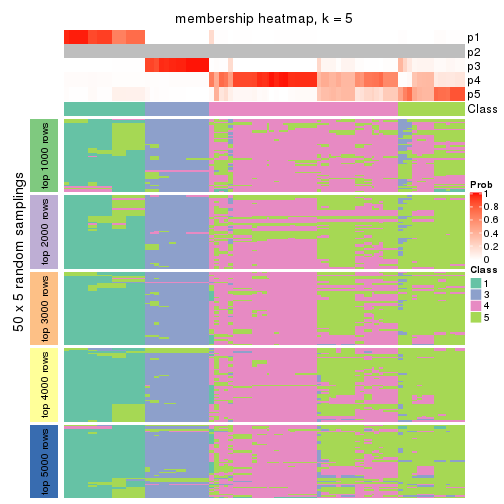 membership heatmap, k = 5
p1
p2
p3
p4
p5
Class
50 x 5 random samplings
top 1000 rows
top 2000 rows
top 3000 rows
top 4000 rows
top 5000 rows
Prob
1
0.8
0.6
0.4
0.2
0
Class
1
3
4
5